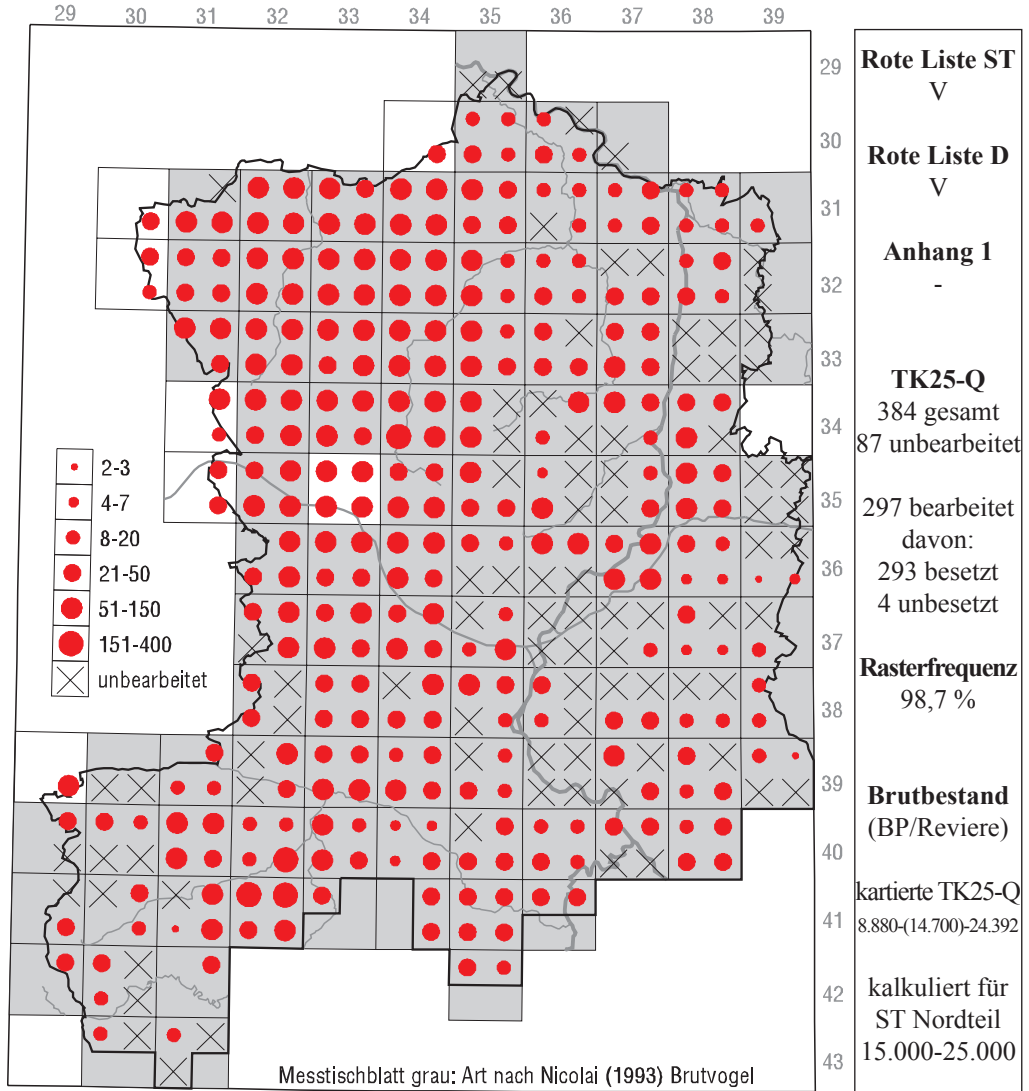 29 30 31 32 33 34 35 36 37 38 39
29
30
31
32
33
34
35
36
37
38
39
40
41
42
43
2-3
4-7
8-20
21-50
51-150
151-400
unbearbeitet
Messtischblatt grau: Art nach Nicolai (1993) Brutvogel
Rote Liste ST
V
Rote Liste D
V
Anhang 1
-
TK25-Q
384 gesamt
87 unbearbeitet
297 bearbeitet
davon:
293 besetzt
4 unbesetzt
Rasterfrequenz
98,7 %
Brutbestand
(BP/Reviere)
kartierte TK25-Q
8.880-(14.700)-24.392
kalkuliert für
ST Nordteil
15.000-25.000